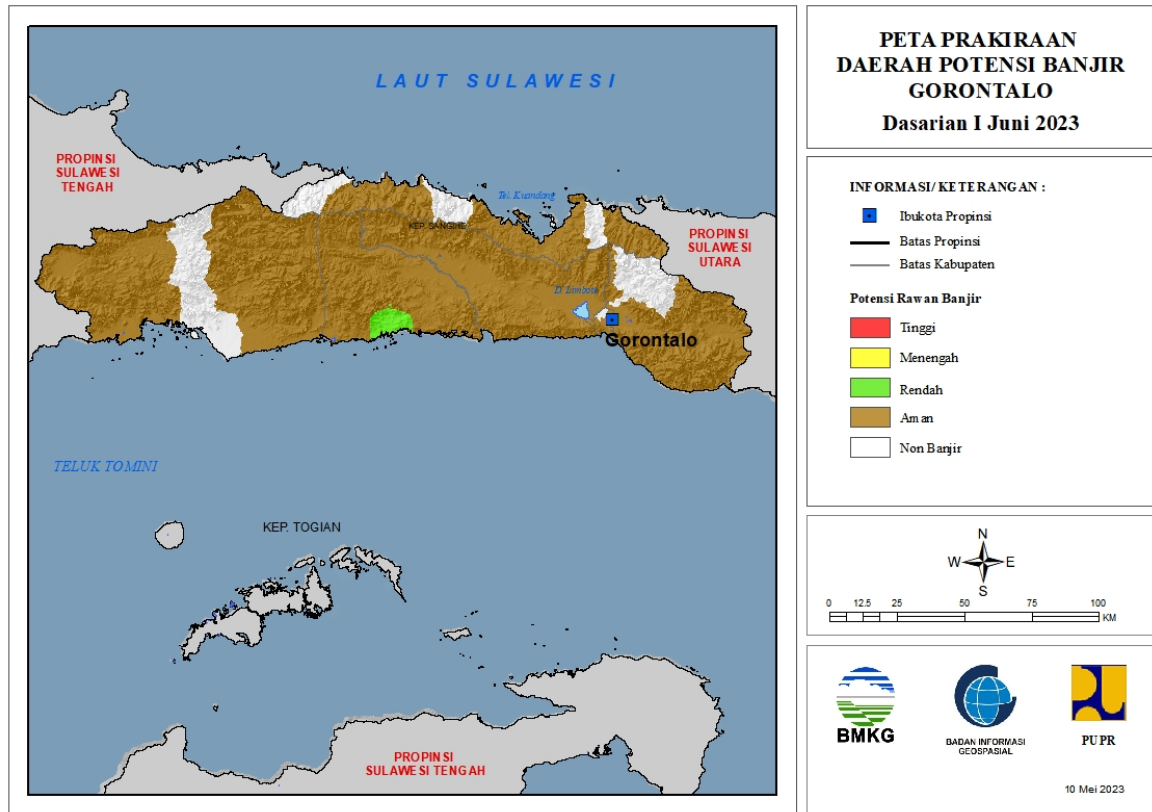 LAUT SULAWESI
PROPINSI
SULAWESI
TENGAH
Tel. Kuandang
KEP. SANGIHE
PROPINSI
SULAWESI
UTARA
D. Limboto
Gorontalo
TELUK TOMINI
KEP. TOGIAN
PROPINSI
SULAWESI TENGAH
PETA PRAKIRAAN
DAERAH POTENSI BANJIR
GORONTALO
Dasarian I Juni 2023
INFORMASI/ KETERANGAN :
Ibukota Propinsi
Batas Propinsi
Batas Kabupaten
Potensi Rawan Banjir
Tinggi
Menengah
Rendah
Aman
Non Banjir
N
W E
S
0 12.5 25 50 75 100
KM
BMKG
BADAN INFORMASI
GEOSPASIAL
PUPR
10 Mei 2023